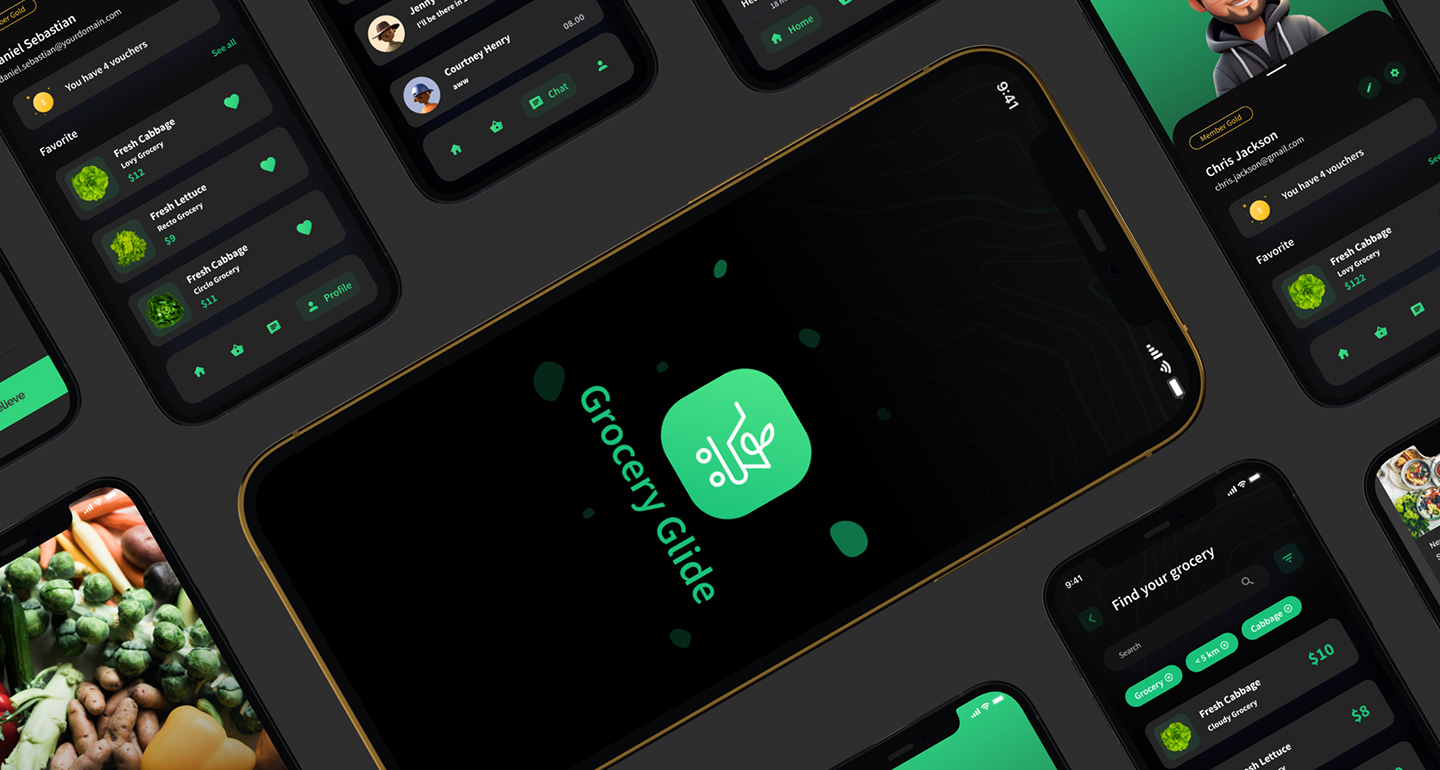 Daniel Sebastian
daniel.sebastian@yourdomain.com
You have 4 vouchers
See all
Favorite
Fresh Cabbage
Lovy Grocery
$12
Fresh Lettuce
Recto Grocery
$9
Fresh Cabbage
Circlo Grocery
$11
Profile
Jenny
I'll be there in
Courtney Henry
aww
08.00
Chat
Home
9:41
Grocery Glide
Member Gold
Chris Jackson
chris.jackson@gmail.com
You have 4 vouchers
Favorite
Fresh Cabbage
Lovy Grocery
$122
9:41
Find your grocery
Search
Grocery
< 5 km
Cabbage
Fresh Cabbage
Cloudy Grocery
$10
Fresh Lettuce
Grocery
$8